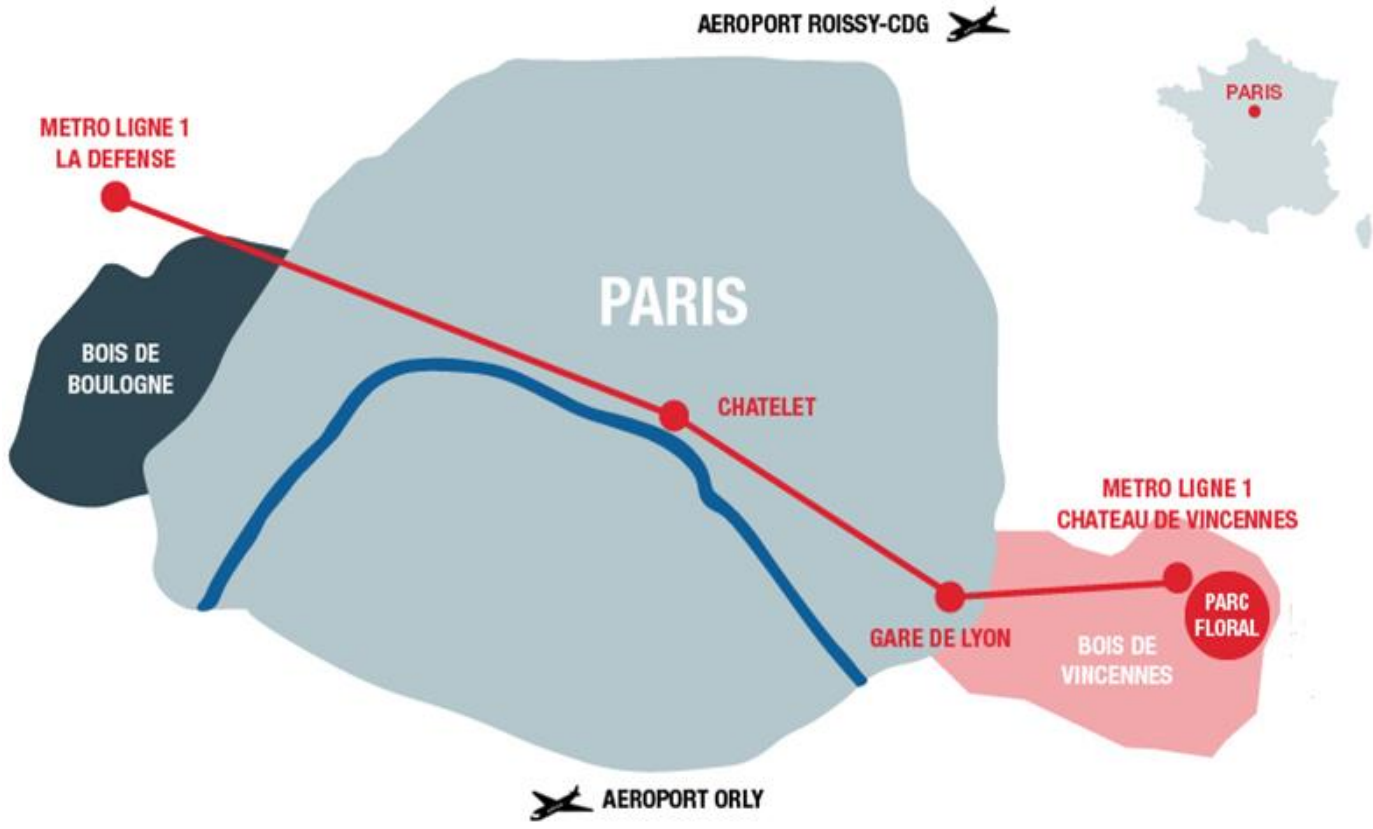 AEROPORT ROISSY-CDG
PARIS
METRO LIGNE 1
LA DEFENSE
PARIS
BOIS DE
BOULOGNE
CHATELET
METRO LIGNE 1
CHATEAU DE VINCENNES
PARC
FLORAL
GARE DE LYON
BOIS DE
VINCENNES
AEROPORT ORLY